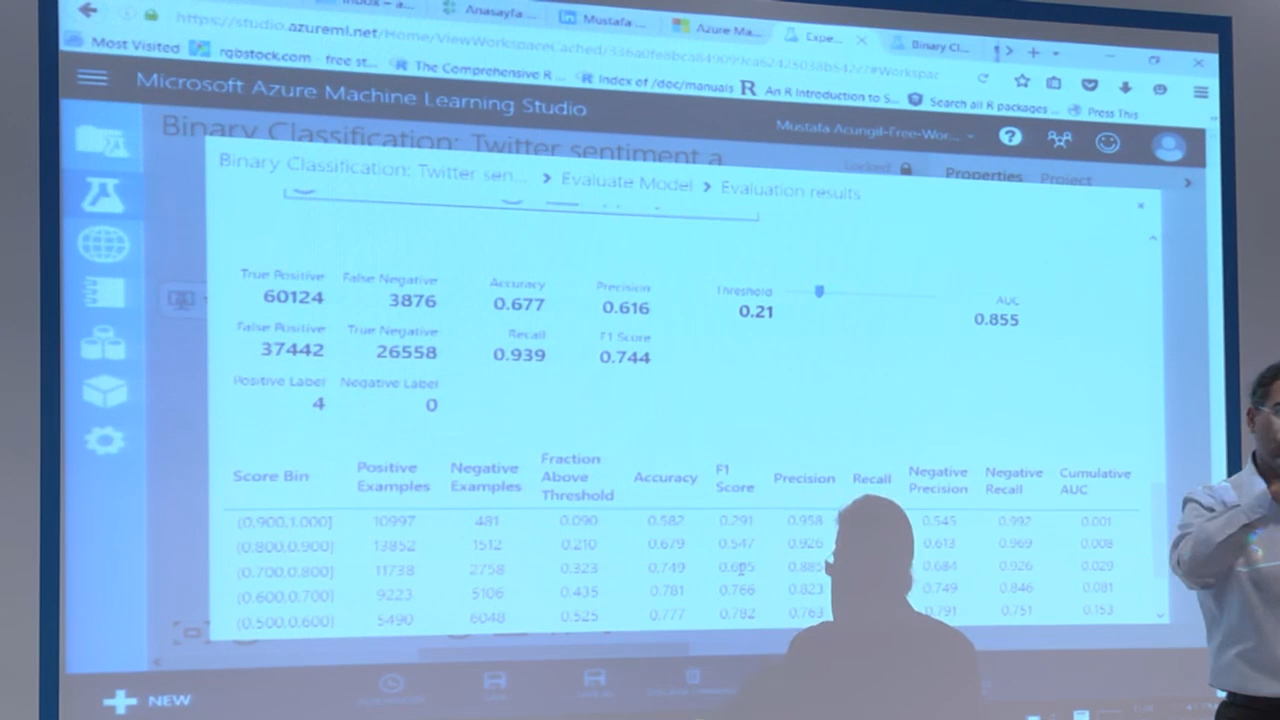 Anasayfa ...
Mustafa ...
Azure Ma...
Expe...
Binary Cl...
Most Visited
rgbstock.com - free st...
The Comprehensive R ...
Index of /doc/manuals
An R Introduction to S...
Search all R packages ...
Press This
Microsoft Azure Machine Learning Studio
Mustafa Acungil-Free-Wor...
Binary Classification: Twitter sentiment a
Locked
Properties
Project
Binary Classification: Twitter sen... > Evaluate Model > Evaluation results
True Positive False Negative Accuracy Precision Threshold AUC
60124 3876 0.677 0.616 0.21 0.855
False Positive True Negative Recall F1 Score
37442 26558 0.939 0.744
Positive Label Negative Label
4 0
Score Bin Positive Examples Negative Examples Fraction Above Threshold Accuracy F1 Score Precision Recall Negative Precision Negative Recall Cumulative AUC
(0.900,1.000] 10997 481 0.090 0.582 0.291 0.958 0.545 0.992 0.001
(0.800,0.900] 13852 1512 0.210 0.679 0.547 0.926 0.613 0.969 0.008
(0.700,0.800] 11738 2758 0.323 0.749 0.885 0.684 0.926 0.029
(0.600,0.700] 9223 5106 0.435 0.781 0.766 0.823 0.749 0.846 0.081
(0.500,0.600] 5490 6048 0.525 0.777 0.782 0.763 0.791 0.751 0.153
NEW